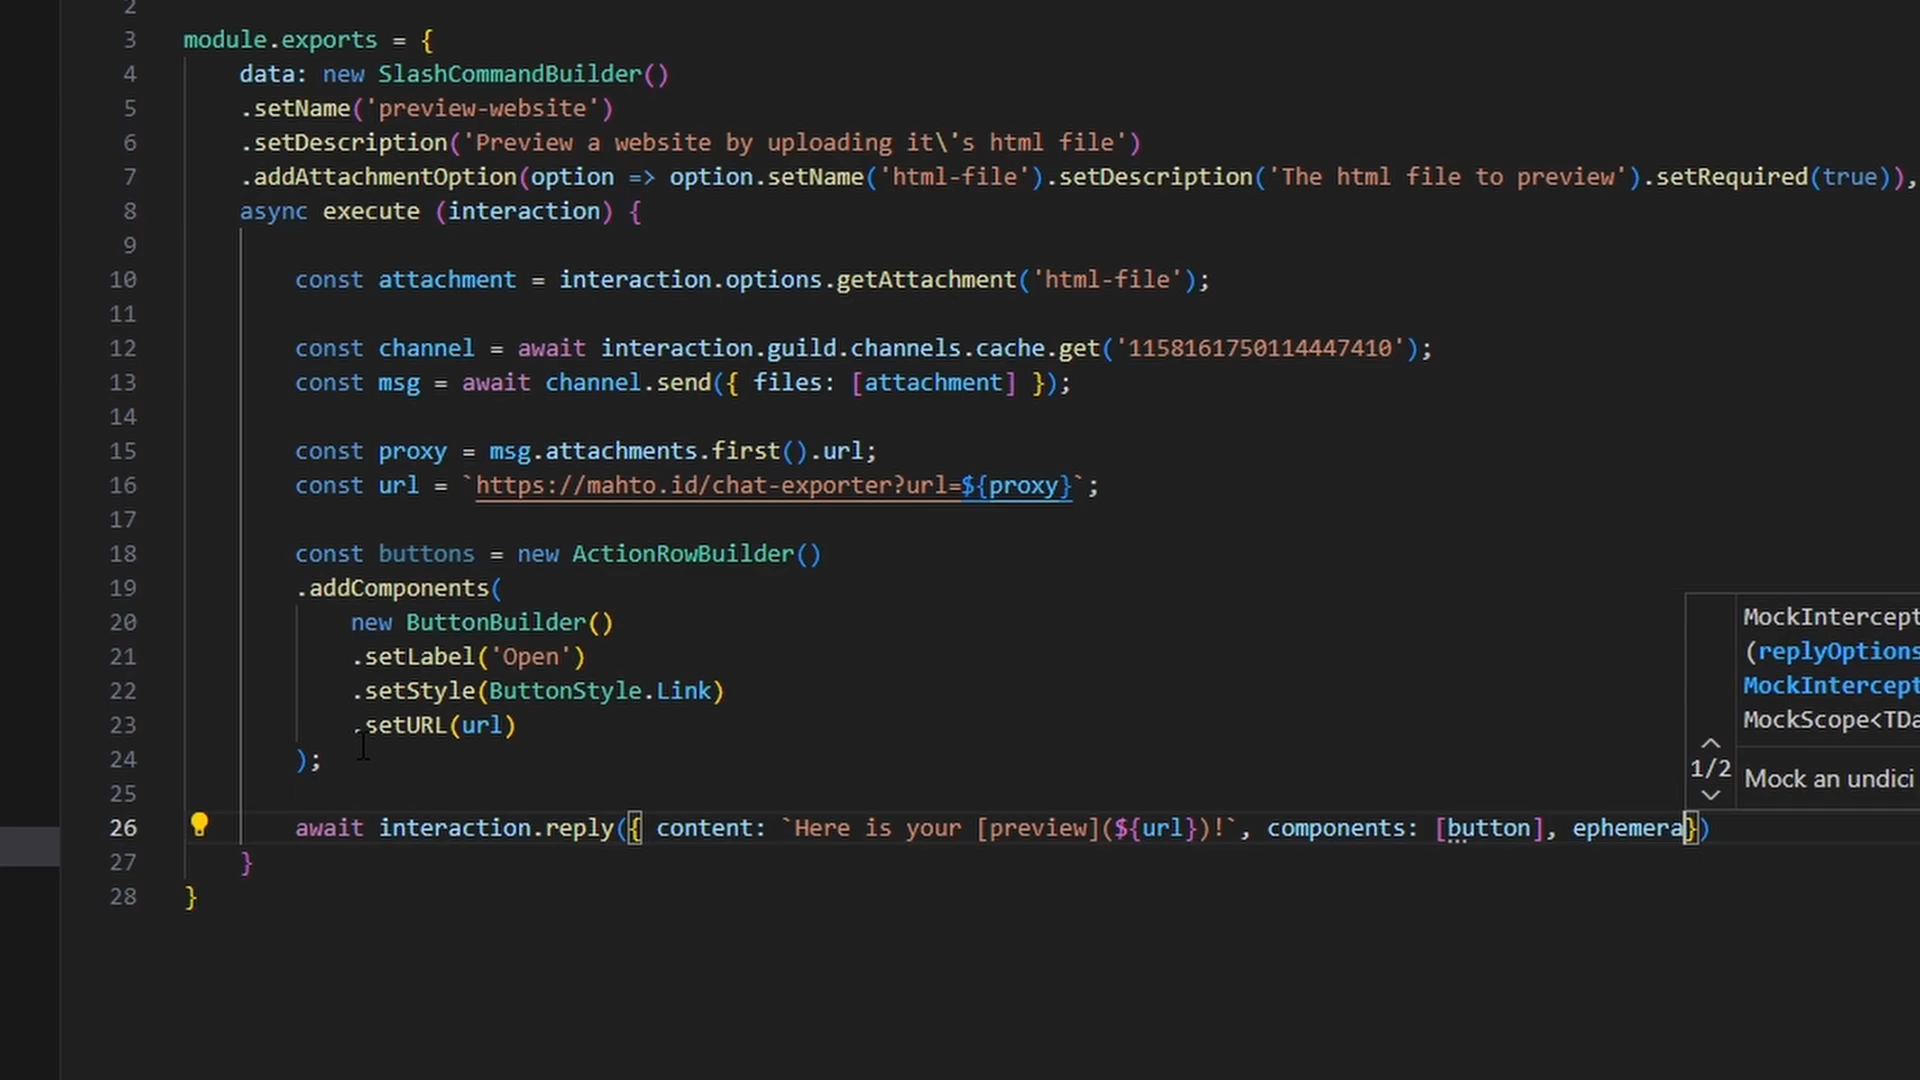 2
3 module.exports = {
4 data: new SlashCommandBuilder()
5 .setName('preview-website')
6 .setDescription('Preview a website by uploading it\'s html file')
7 .addAttachmentOption(option => option.setName('html-file').setDescription('The html file to preview').setRequired(true)),
8 async execute (interaction) {
9
10 const attachment = interaction.options.getAttachment('html-file');
11
12 const channel = await interaction.guild.channels.cache.get('1158161750114447410');
13 const msg = await channel.send({ files: [attachment] });
14
15 const proxy = msg.attachments.first().url;
16 const url = `https://mahto.id/chat-exporter?url=${proxy}`;
17
18 const buttons = new ActionRowBuilder()
19 .addComponents(
20 new ButtonBuilder()
21 .setLabel('Open')
22 .setStyle(ButtonStyle.Link)
23 .setURL(url)
24 );
25
26 await interaction.reply({ content: `Here is your [preview](${url})!`, components: [button], ephemera})
27 }
28 }
MockIntercept
(replyOptions
MockIntercept
MockScope<TDa
1/2
Mock an undici